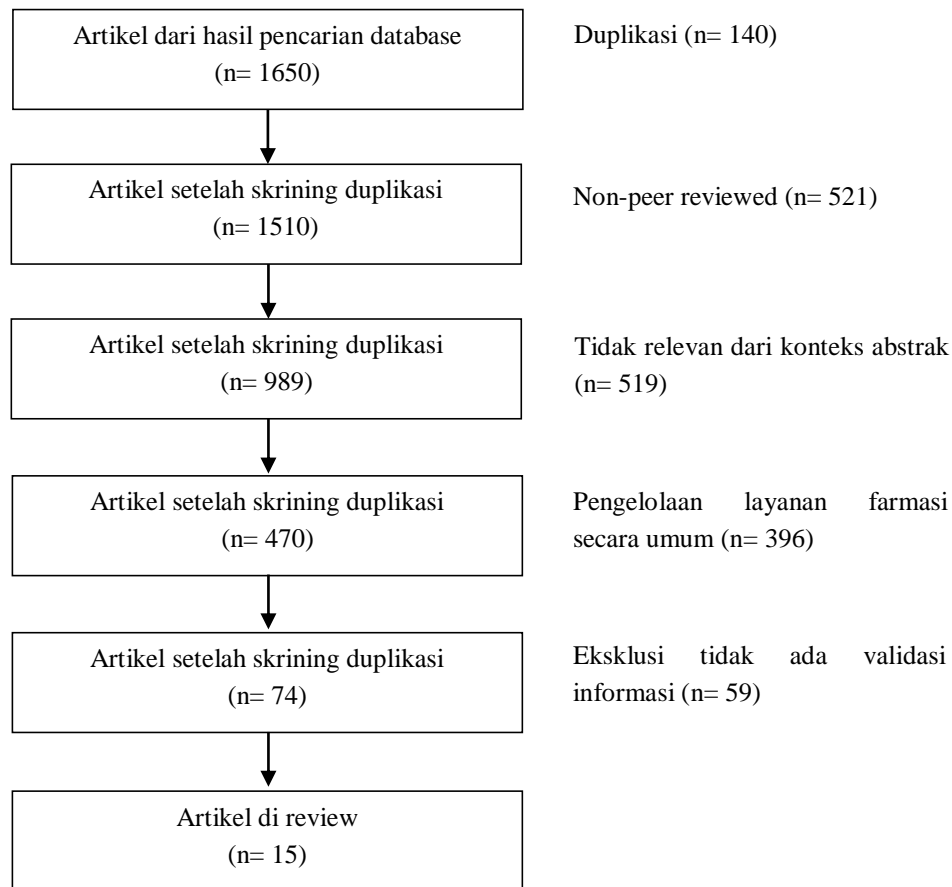 Artikel dari hasil pencarian database
(n= 1650)
Duplikasi (n= 140)
Artikel setelah skrining duplikasi
(n= 1510)
Non-peer reviewed (n= 521)
Artikel setelah skrining duplikasi
(n= 989)
Tidak relevan dari konteks abstrak
(n= 519)
Artikel setelah skrining duplikasi
(n= 470)
Pengelolaan layanan farmasi
secara umum (n= 396)
Artikel setelah skrining duplikasi
(n= 74)
Eksklusi tidak ada validasi
informasi (n= 59)
Artikel di review
(n= 15)